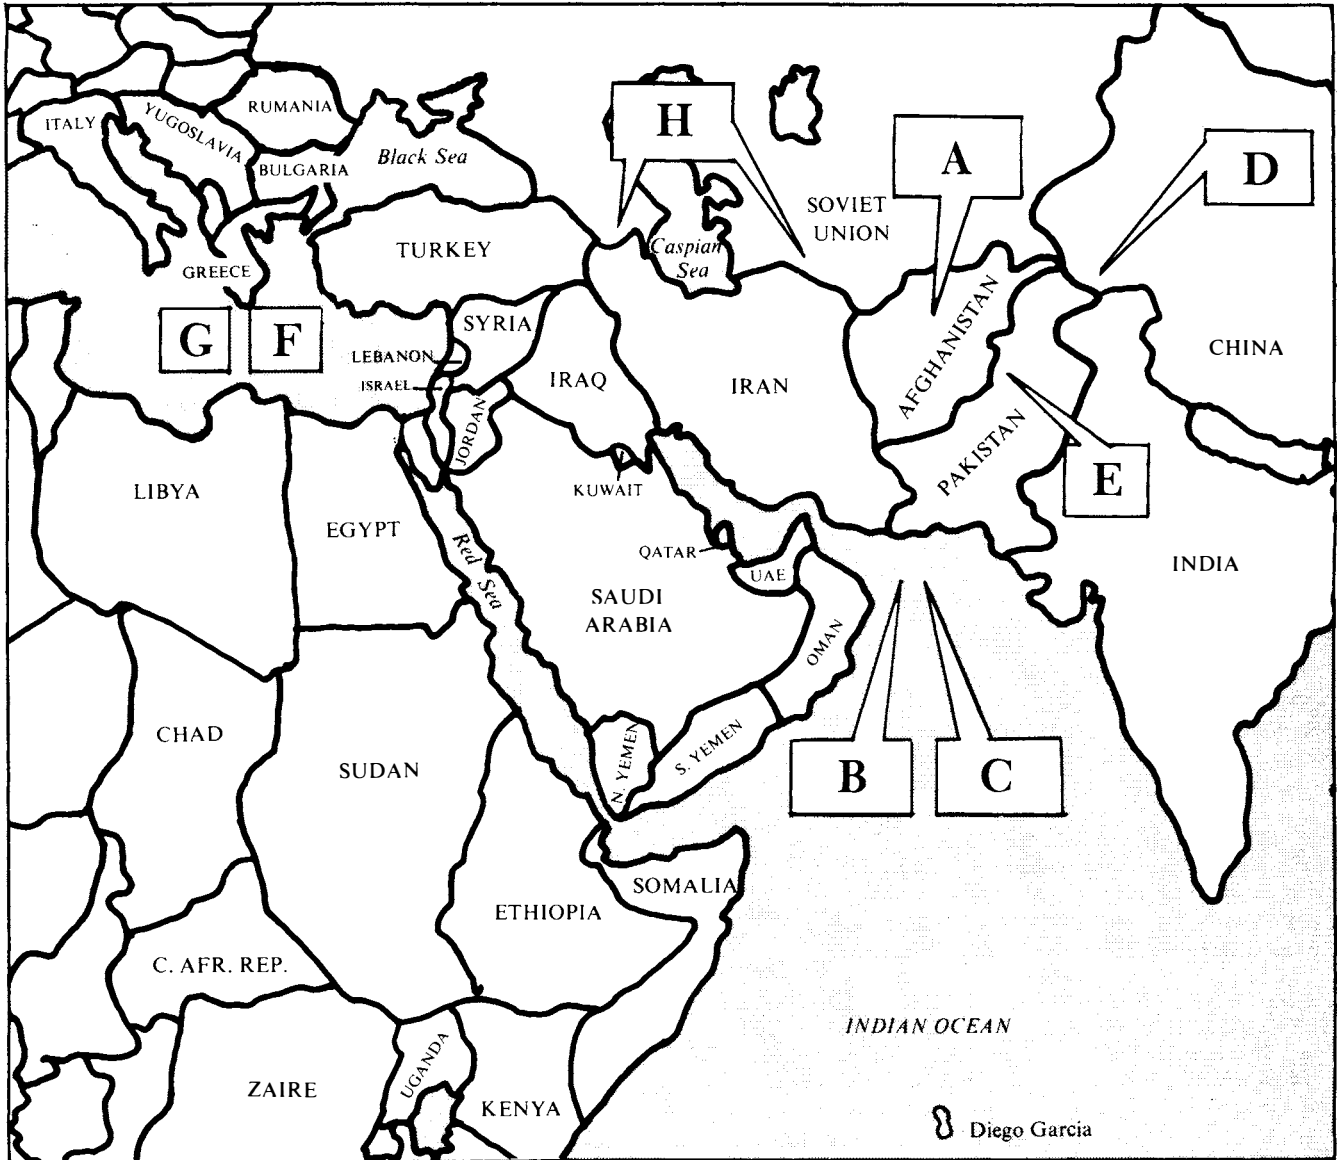 H
A
D
ITALY
YUGOSLAVIA
RUMANIA
BULGARIA
Black Sea
SOVIET
UNION
GREECE
TURKEY
Caspian
Sea
G
F
SYRIA
LEBANON
ISRAEL
JORDAN
IRAQ
IRAN
AFGHANISTAN
CHINA
PAKISTAN
E
LIBYA
EGYPT
KUWAIT
Red Sea
QATAR
UAE
SAUDI
ARABIA
OMAN
INDIA
CHAD
SUDAN
N. YEMEN
S. YEMEN
B
C
SOMALIA
ETHIOPIA
C. AFR. REP.
INDIAN OCEAN
ZAIRE
UGANDA
KENYA
Diego Garcia